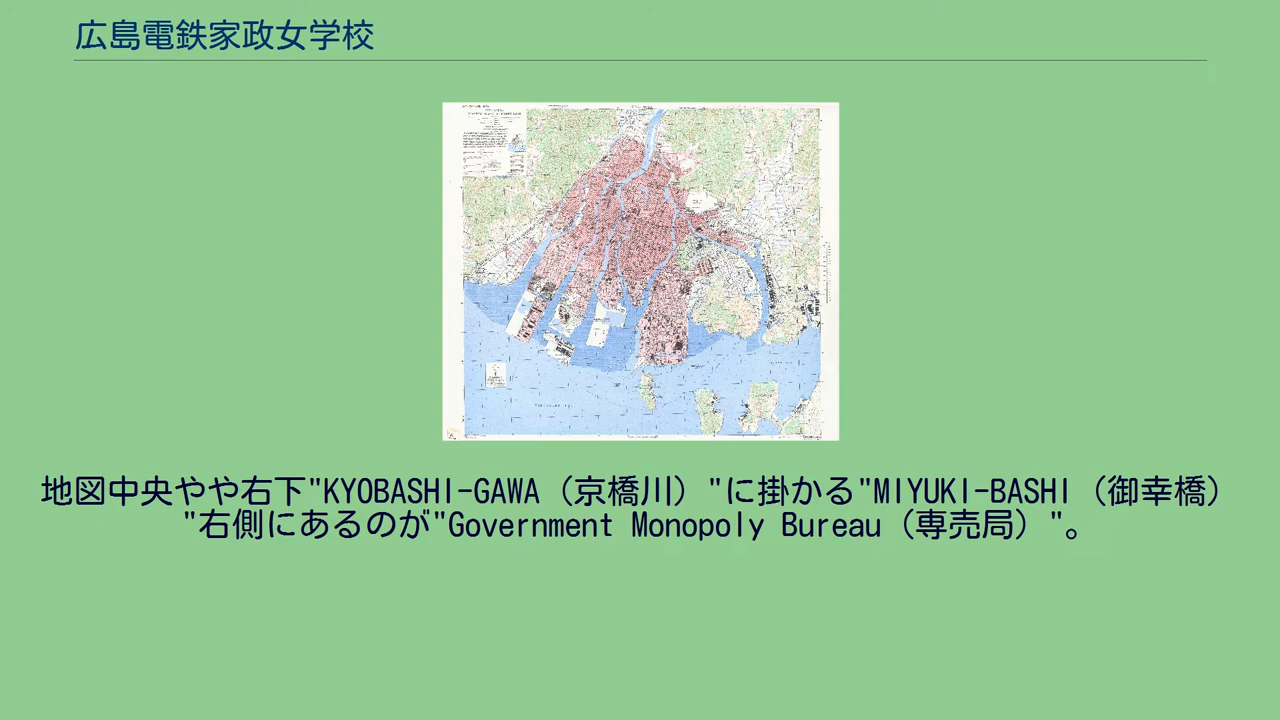 広島電鉄家政女学校
地図中央やや右下"KYOBASHI-GAWA（京橋川）"に掛かる"MIYUKI-BASHI（御幸橋）
"右側にあるのが"Government Monopoly Bureau（専売局）"。